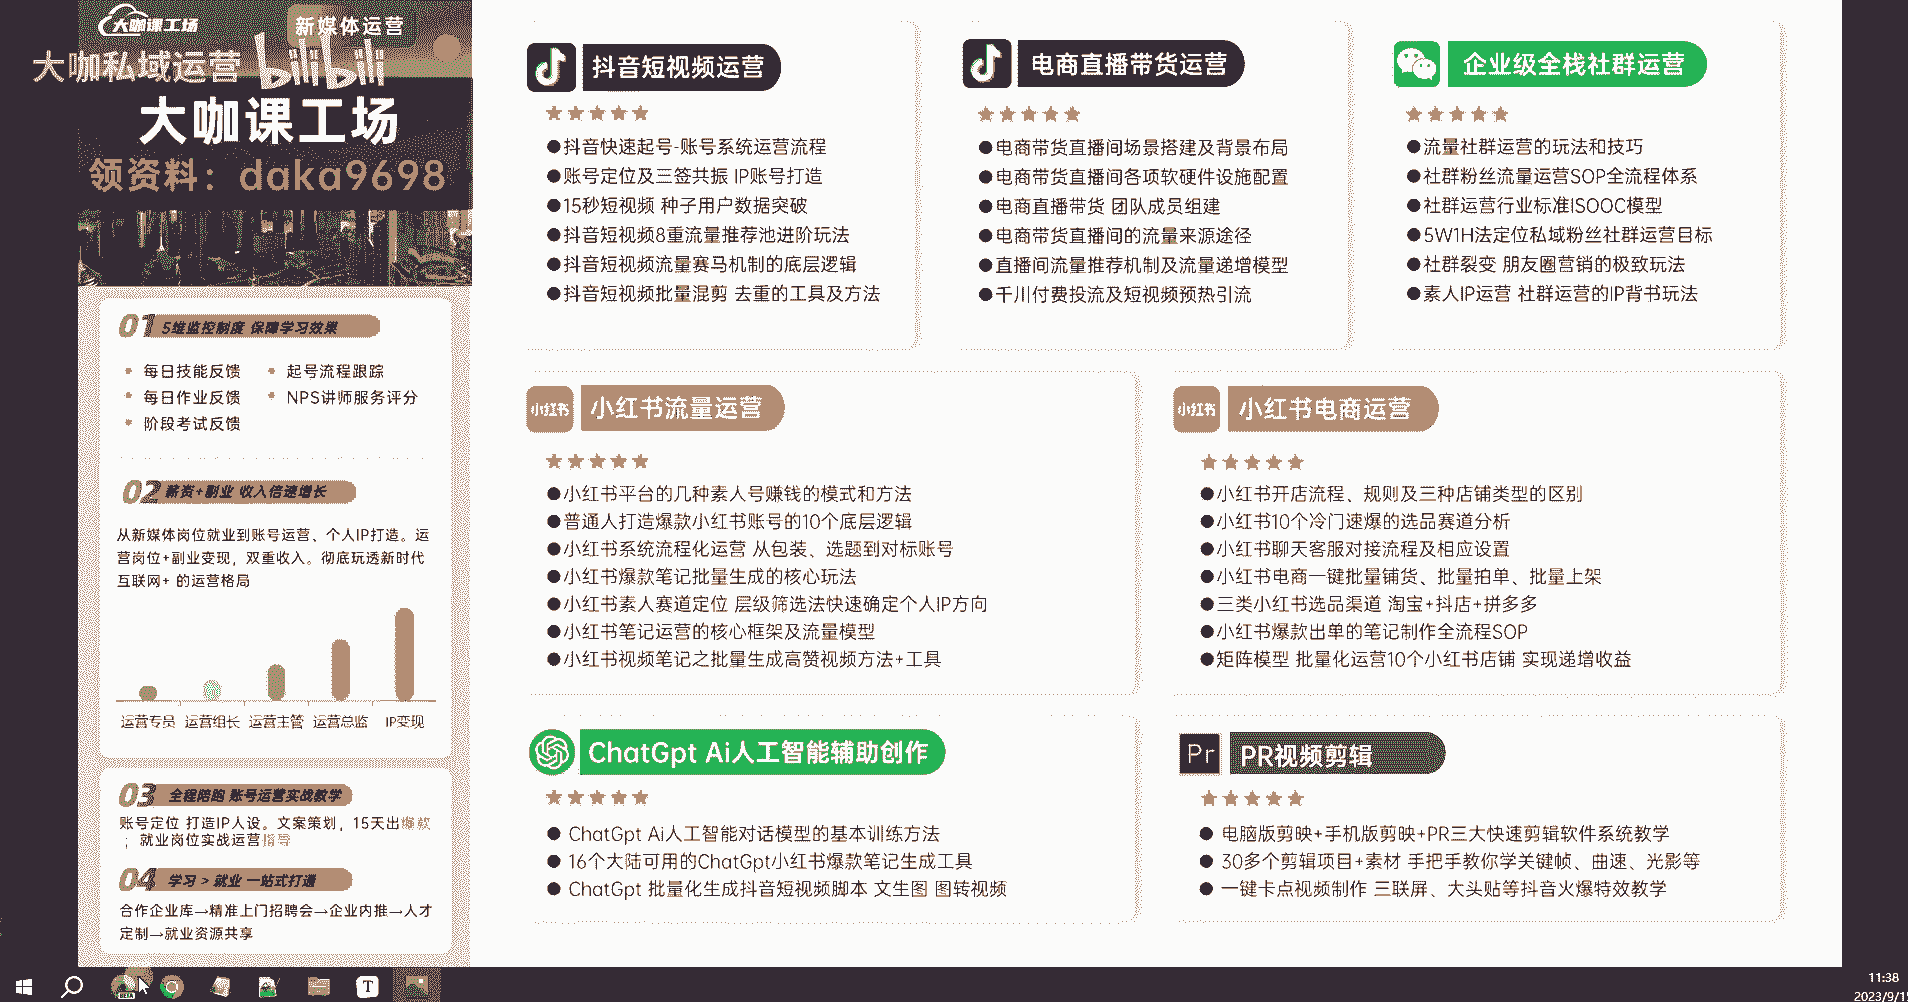 大咖课工场
新媒体运营
大咖私域运营 bilibili
大咖课工场
领资料：daka9698
01 5维监控制度 保障学习效果
每日技能反馈
起号流程跟踪
每日作业反馈
NPS讲师服务评分
阶段考试反馈
02 薪资+副业 收入倍速增长
从新媒体岗位就业到账号运营、个人IP打造。运
营岗位+副业变现，双重收入。彻底玩透新时代
互联网+ 的运营格局
运营专员 运营组长 运营主管 运营总监 IP变现
03 全程陪跑 账号运营实战教学
账号定位 打造IP人设。文案策划，15天出爆款
；就业岗位实战运营指导
04 学习 > 就业 一站式打通
合作企业库→精准上门招聘会→企业内推→人才
定制→就业资源共享
抖音短视频运营
●抖音快速起号-账号系统运营流程
●账号定位及三签共振 IP账号打造
●15秒短视频 种子用户数据突破
●抖音短视频8重流量推荐池进阶玩法
●抖音短视频流量赛马机制的底层逻辑
●抖音短视频批量混剪 去重的工具及方法
电商直播带货运营
●电商带货直播间场景搭建及背景布局
●电商带货直播间各项软硬件设施配置
●电商直播带货 团队成员组建
●电商带货直播间的流量来源途径
●直播间流量推荐机制及流量递增模型
●千川付费投流及短视频预热引流
企业级全栈社群运营
●流量社群运营的玩法和技巧
●社群粉丝流量运营SOP全流程体系
●社群运营行业标准ISOOC模型
●5W1H法定位私域粉丝社群运营目标
●社群裂变 朋友圈营销的极致玩法
●素人IP运营 社群运营的IP背书玩法
小红书 小红书流量运营
●小红书平台的几种素人号赚钱的模式和方法
●普通人打造爆款小红书账号的10个底层逻辑
●小红书系统流程化运营 从包装、选题到对标账号
●小红书爆款笔记批量生成的核心玩法
●小红书素人赛道定位 层级筛选法快速确定个人IP方向
●小红书笔记运营的核心框架及流量模型
●小红书视频笔记之批量生成高赞视频方法+工具
小红书 小红书电商运营
●小红书开店流程、规则及三种店铺类型的区别
●小红书10个冷门速爆的选品赛道分析
●小红书聊天客服对接流程及相应设置
●小红书电商一键批量铺货、批量拍单、批量上架
●三类小红书选品渠道 淘宝+抖店+拼多多
●小红书爆款出单的笔记制作全流程SOP
●矩阵模型 批量化运营10个小红书店铺 实现递增收益
ChatGpt Ai人工智能辅助创作
● ChatGpt Ai人工智能对话模型的基本训练方法
● 16个大陆可用的ChatGpt小红书爆款笔记生成工具
● ChatGpt 批量化生成抖音短视频脚本 文生图 图转视频
Pr PR视频剪辑
● 电脑版剪映+手机版剪映+PR三大快速剪辑软件系统教学
● 30多个剪辑项目+素材 手把手教你学关键帧、曲速、光影等
● 一键卡点视频制作 三联屏、大头贴等抖音火爆特效教学
BETA
T
11:38
2023/9/15